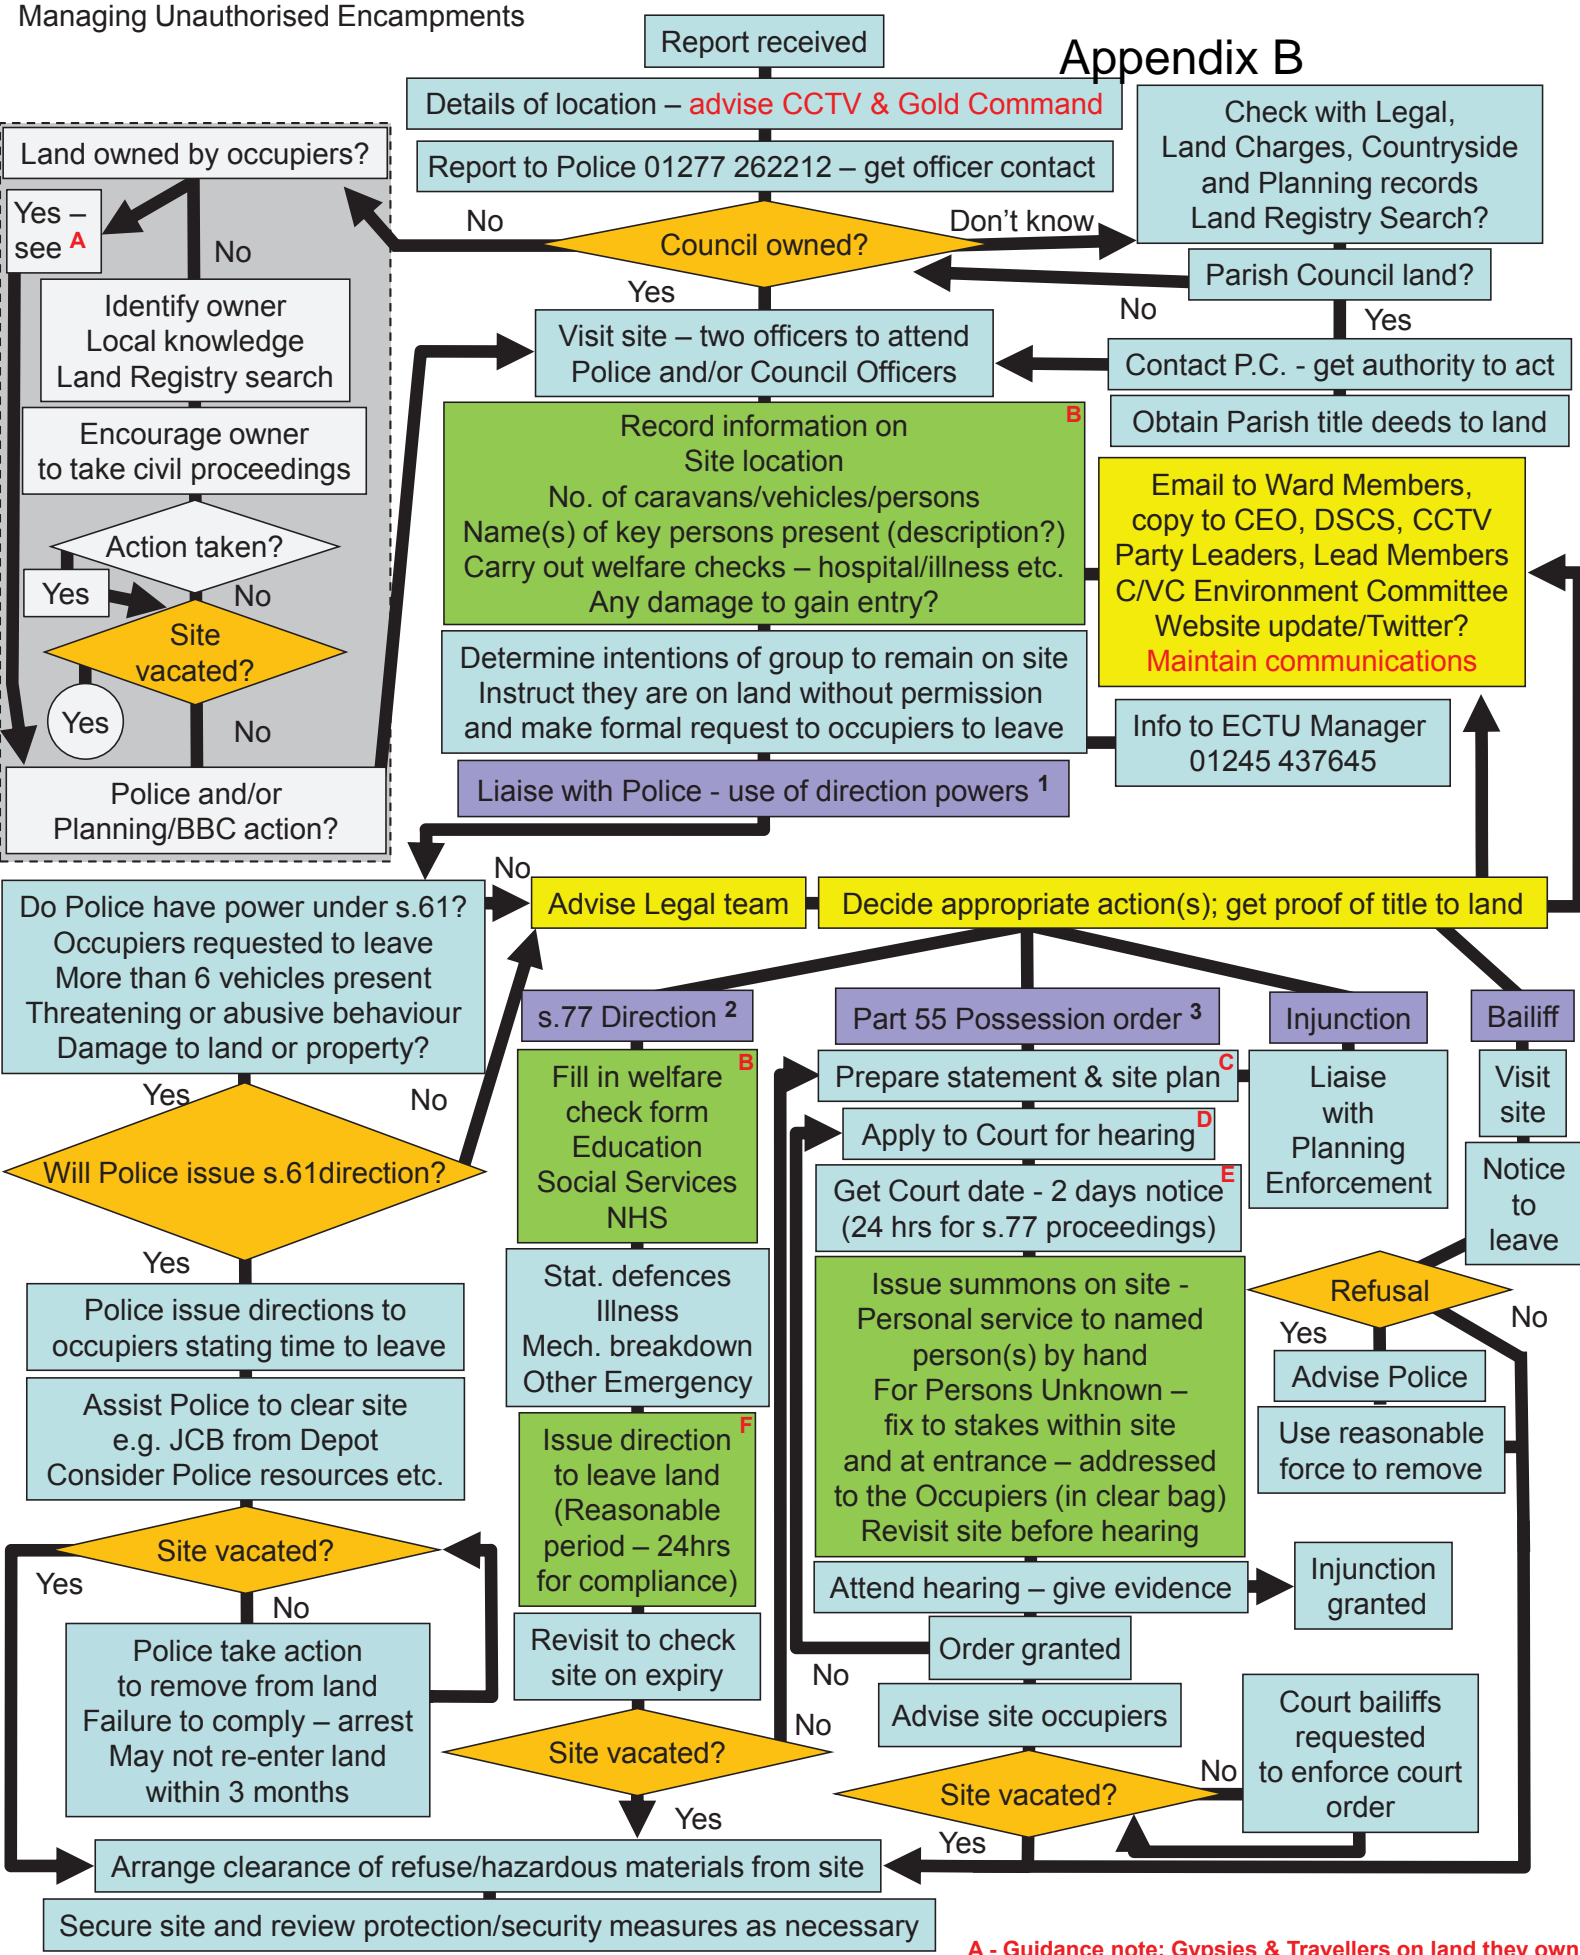 Managing Unauthorised Encampments
Appendix B
Report received
Details of location – advise CCTV & Gold Command
Report to Police 01277 262212 – get officer contact
Council owned?
No
Don't know
Yes
Check with Legal,
Land Charges, Countryside
and Planning records
Land Registry Search?
Parish Council land?
No
Yes
Contact P.C. - get authority to act
Obtain Parish title deeds to land
Land owned by occupiers?
Yes –
see A
No
Identify owner
Local knowledge
Land Registry search
Encourage owner
to take civil proceedings
Action taken?
Yes
No
Site
vacated?
Yes
No
Police and/or
Planning/BBC action?
Visit site – two officers to attend
Police and/or Council Officers
B
Record information on
Site location
No. of caravans/vehicles/persons
Name(s) of key persons present (description?)
Carry out welfare checks – hospital/illness etc.
Any damage to gain entry?
Email to Ward Members,
copy to CEO, DSCS, CCTV
Party Leaders, Lead Members
C/VC Environment Committee
Website update/Twitter?
Maintain communications
Determine intentions of group to remain on site
Instruct they are on land without permission
and make formal request to occupiers to leave
Info to ECTU Manager
01245 437645
Liaise with Police - use of direction powers 1
Do Police have power under s.61?
Occupiers requested to leave
More than 6 vehicles present
Threatening or abusive behaviour
Damage to land or property?
No
Yes
No
Advise Legal team
Decide appropriate action(s); get proof of title to land
Will Police issue s.61direction?
Yes
Police issue directions to
occupiers stating time to leave
Assist Police to clear site
e.g. JCB from Depot
Consider Police resources etc.
Site vacated?
Yes
No
Police take action
to remove from land
Failure to comply – arrest
May not re-enter land
within 3 months
s.77 Direction 2
B
Fill in welfare
check form
Education
Social Services
NHS
Stat. defences
Illness
Mech. breakdown
Other Emergency
F
Issue direction
to leave land
(Reasonable
period – 24hrs
for compliance)
Revisit to check
site on expiry
Site vacated?
No
Yes
Part 55 Possession order 3
Prepare statement & site plan C
Apply to Court for hearing D
E
Get Court date - 2 days notice
(24 hrs for s.77 proceedings)
Issue summons on site -
Personal service to named
person(s) by hand
For Persons Unknown –
fix to stakes within site
and at entrance – addressed
to the Occupiers (in clear bag)
Revisit site before hearing
Attend hearing – give evidence
Injunction
granted
Order granted
No
Advise site occupiers
Site vacated?
No
Yes
Court bailiffs
requested
to enforce court
order
Injunction
Liaise
with
Planning
Enforcement
Bailiff
Visit
site
Notice
to
leave
Refusal
Yes
No
Advise Police
Use reasonable
force to remove
Arrange clearance of refuse/hazardous materials from site
Secure site and review protection/security measures as necessary
A - Guidance note: Gypsies & Travellers on land they own